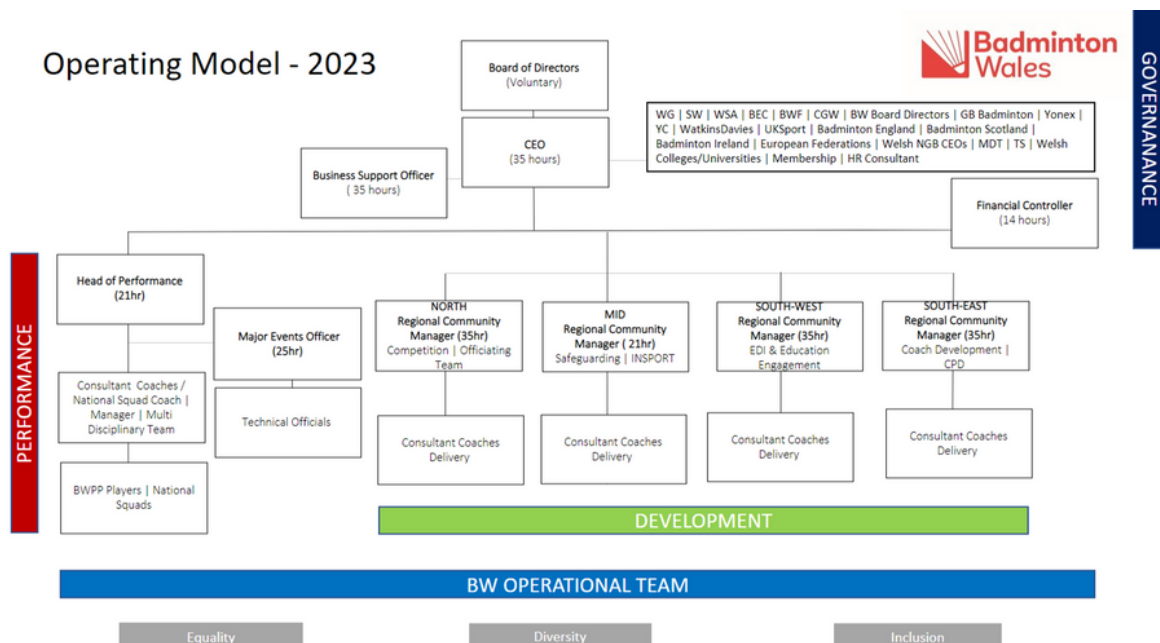 Operating Model - 2023
Badminton
Wales
GOVERNANANCE
Board of Directors
(Voluntary)
CEO
(35 hours)
WG | SW | WSA | BEC | BWF | CGW | BW Board Directors | GB Badminton | Yonex |
YC | WatkinsDavies | UKSport | Badminton England | Badminton Scotland |
Badminton Ireland | European Federations | Welsh NGB CEOs | MDT | TS | Welsh
Colleges/Universities | Membership | HR Consultant
Business Support Officer
( 35 hours)
Financial Controller
(14 hours)
PERFORMANCE
Head of Performance
(21hr)
Major Events Officer
(25hr)
Consultant Coaches /
National Squad Coach |
Manager | Multi
Disciplinary Team
Technical Officials
BWPP Players | National
Squads
NORTH
Regional Community
Manager (35hr)
Competition | Officiating
Team
MID
Regional Community
Manager ( 21hr)
Safeguarding | INSPORT
SOUTH-WEST
Regional Community
Manager (35hr)
EDI & Education
Engagement
SOUTH-EAST
Regional Community
Manager (35hr)
Coach Development |
CPD
Consultant Coaches
Delivery
Consultant Coaches
Delivery
Consultant Coaches
Delivery
Consultant Coaches
Delivery
DEVELOPMENT
BW OPERATIONAL TEAM
Equality
Diversity
Inclusion